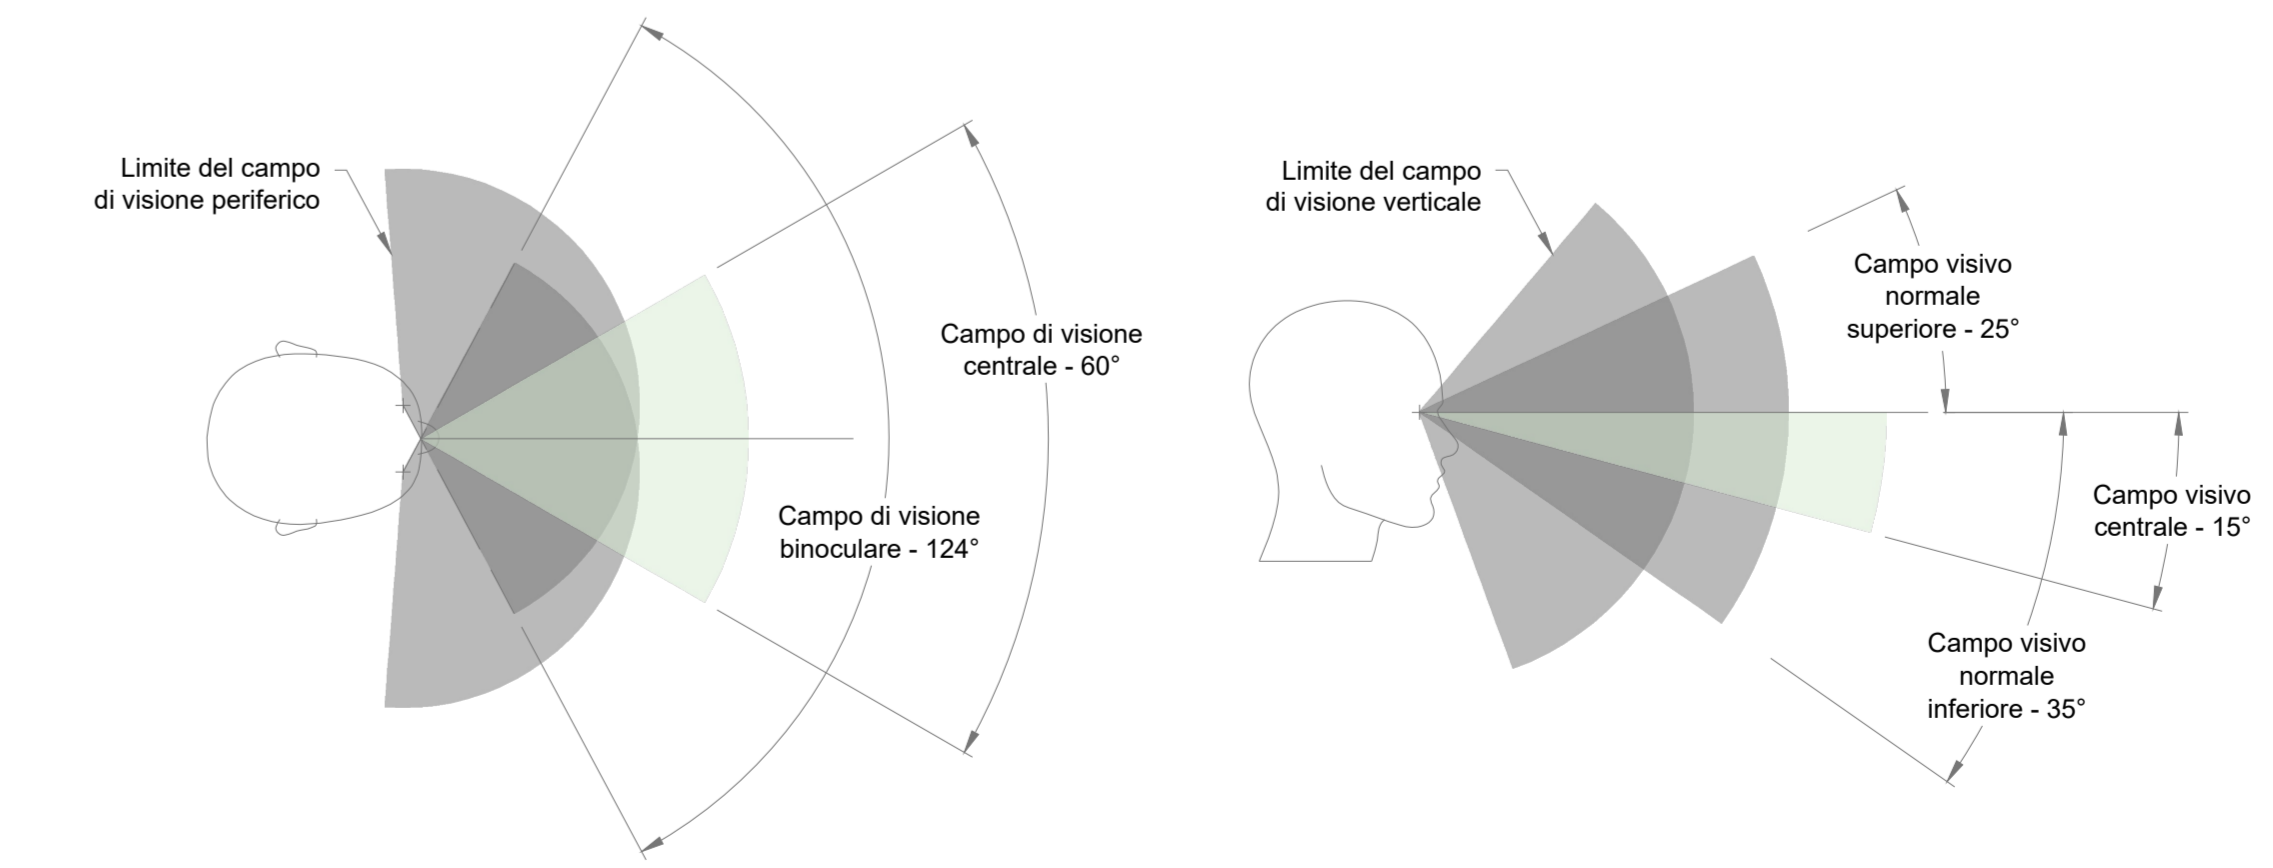 Limite del campo
di visione periferico
Campo di visione
centrale - 60°
Campo di visione
binoculare - 124°
Limite del campo
di visione verticale
Campo visivo
normale
superiore - 25°
Campo visivo
centrale - 15°
Campo visivo
normale
inferiore - 35°